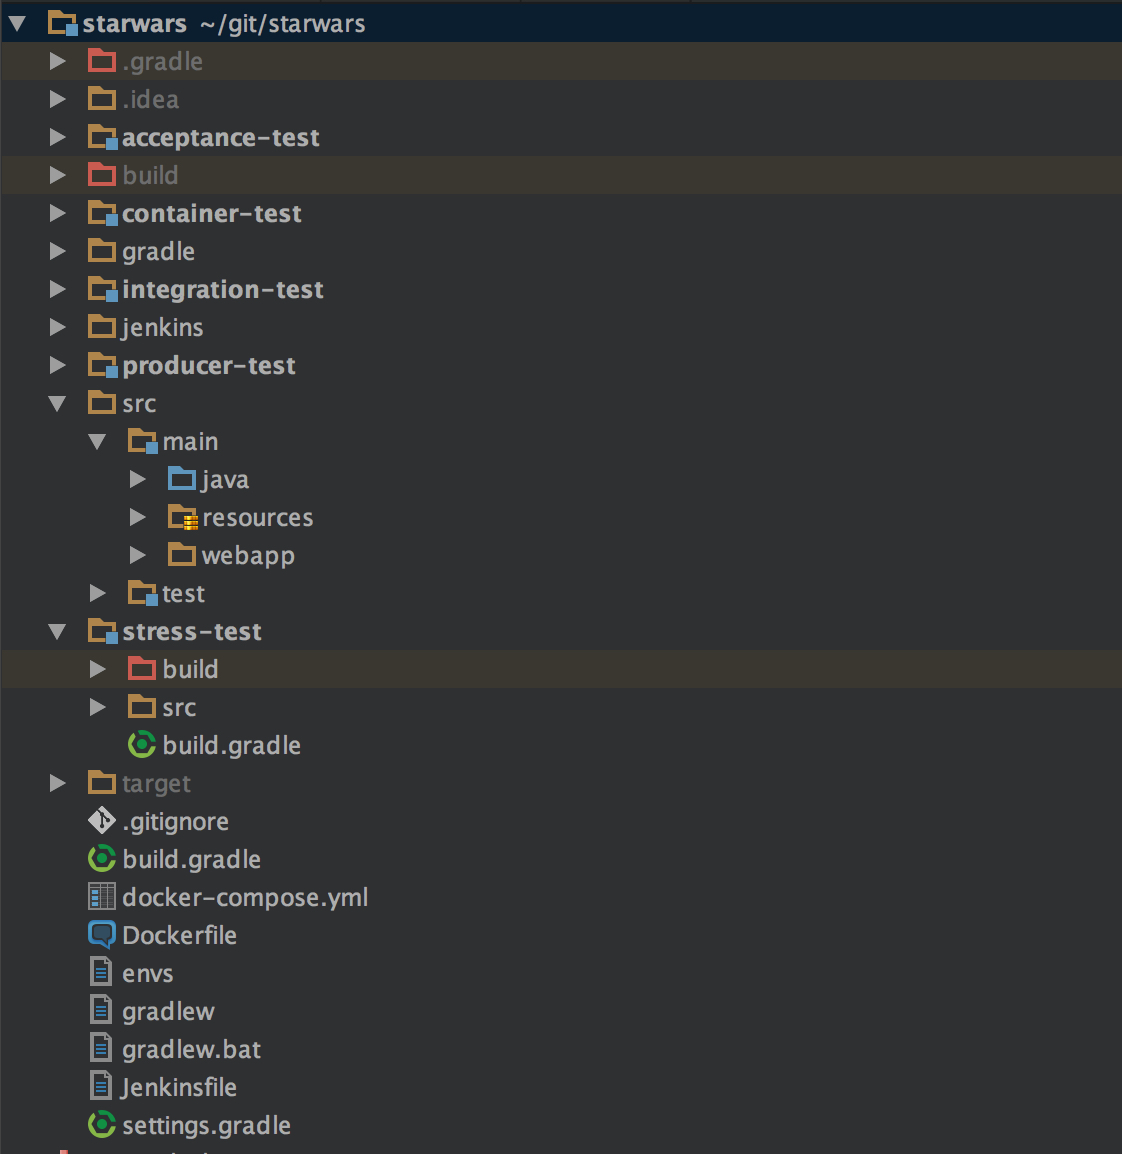 starwars ~/git/starwars
.gradle
.idea
acceptance-test
build
container-test
gradle
integration-test
jenkins
producer-test
src
main
java
resources
webapp
test
stress-test
build
src
build.gradle
target
.gitignore
build.gradle
docker-compose.yml
Dockerfile
envs
gradlew
gradlew.bat
Jenkinsfile
settings.gradle